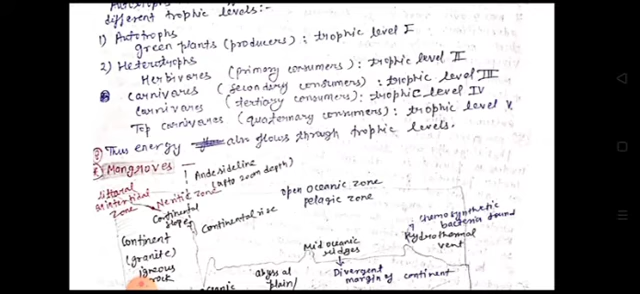 different trophic levels:-
1) Autotrophs
green plants (producers) : trophic level I
2) Heterotrophs
Herbivores (primary consumers) : trophic level II
carnivores (secondary consumers) : trophic level III
carnivores (tertiary consumers) : trophic level IV
Top carnivores (quaternary consumers) : trophic level V
Thus energy also flows through trophic levels.
Mangroves
Andesideline
(upto 200m depth)
littoral
or intertidal
zone
Neritic zone
open oceanic zone
pelagic zone
continental
slope
continental rise
chemosynthetic
bacteria found
Hydrothermal
vent
continent
(granite)
igneous
rock
Mid oceanic
ridges
abyssal
plain/
Divergent
margin of continent
oceanic